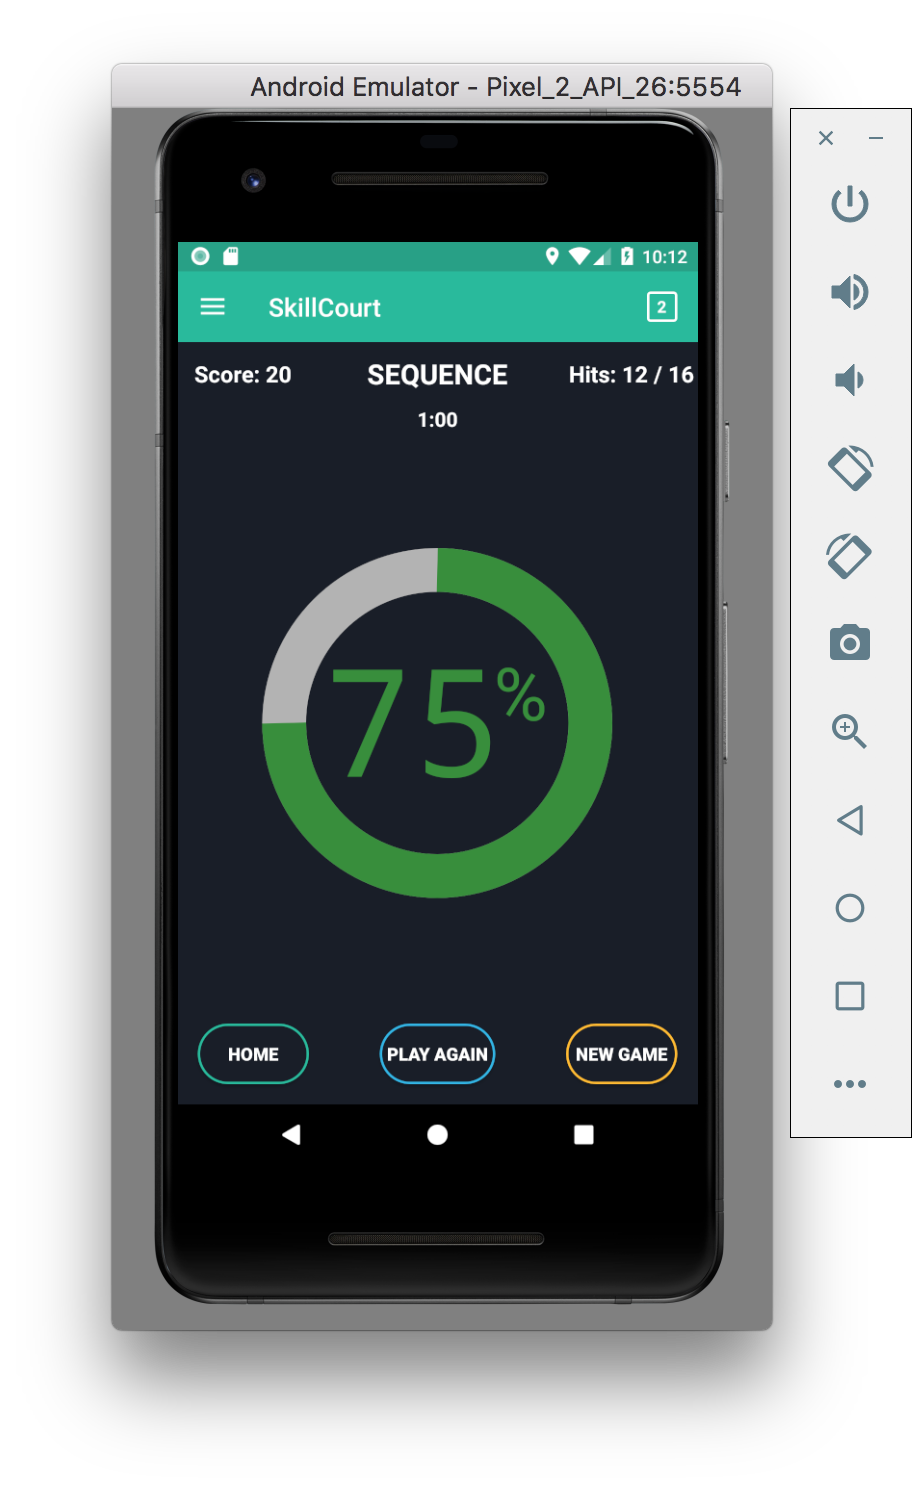 Android Emulator - Pixel_2_API_26:5554
10:12
SkillCourt
2
Score: 20 SEQUENCE Hits: 12 / 16
1:00
75%
HOME PLAY AGAIN NEW GAME